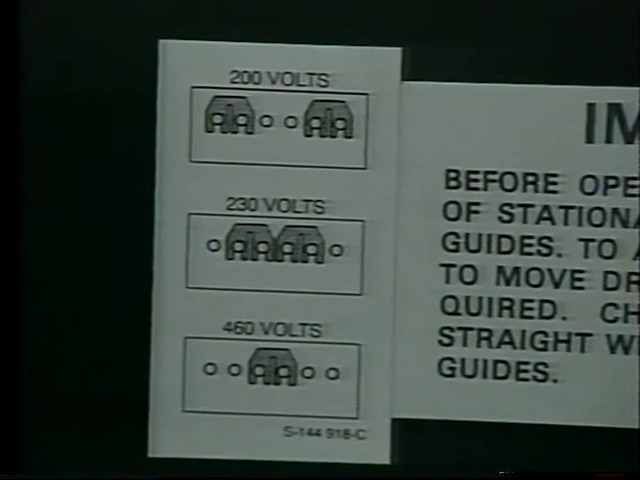 200 VOLTS
230 VOLTS
460 VOLTS
S-144 918-C
IM
BEFORE OPE
OF STATIONA
GUIDES. TO A
TO MOVE DR
QUIRED. CH
STRAIGHT WI
GUIDES.